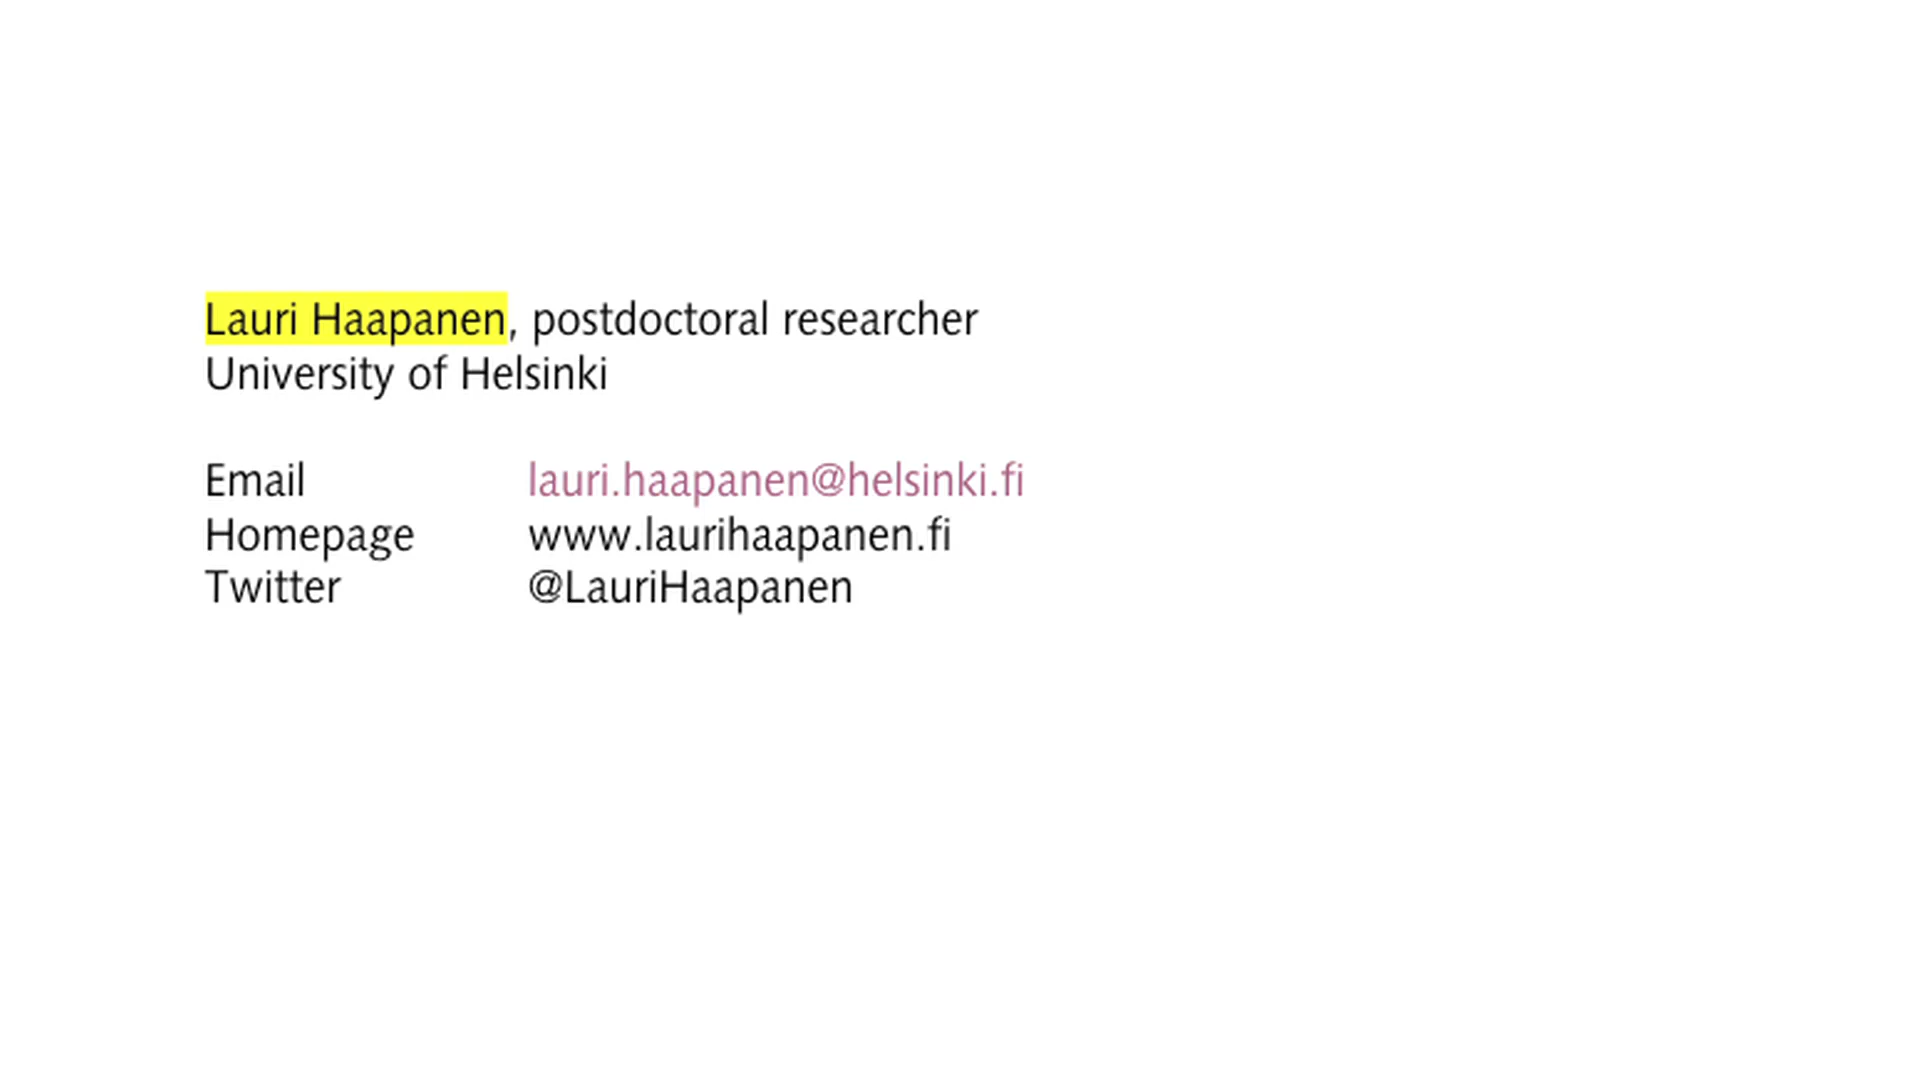 Lauri Haapanen, postdoctoral researcher
University of Helsinki
Email lauri.haapanen@helsinki.fi
Homepage www.laurihaapanen.fi
Twitter @LauriHaapanen